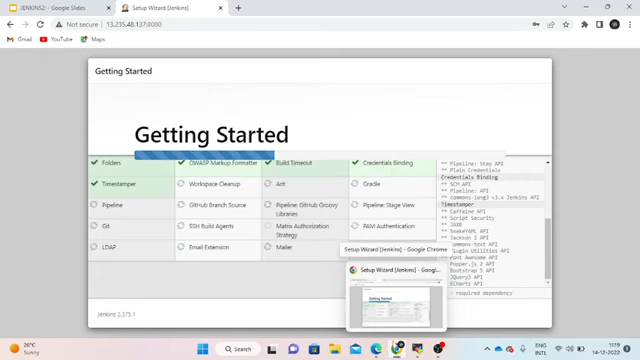 JENKINS2: - Google Slides
Setup Wizard [Jenkins]
Not secure
13.235.48.137:8080
Gmail
YouTube
Maps
Getting Started
Getting Started
Folders
OWASP Markup Formatter
Build Timeout
Credentials Binding
Timestamper
Workspace Cleanup
Ant
Gradle
Pipeline
GitHub Branch Source
Pipeline: GitHub Groovy
Libraries
Pipeline: Stage View
Git
SSH Build Agents
Matrix Authorization
Strategy
PAM Authentication
LDAP
Email Extension
Mailer
** Pipeline: Step API
** Plain Credentials
Credentials Binding
** SCM API
** Pipeline: API
** commons-lang3 v3.x Jenkins API
Timestamper
** Caffeine API
** Script Security
** JAXB
** SnakeYAML API
** Jackson 2 API
** commons-text API
Plugin Utilities API
Font Awesome API
Popper.js 2 API
Bootstrap 5 API
JQuery3 API
ECharts API
- required dependency
Setup Wizard [Jenkins] - Google Chrome
Setup Wizard [Jenkins] - Googl...
Jenkins 2.375.1
26°C
Sunny
Search
ENG
INTL
11:19
14-12-2022